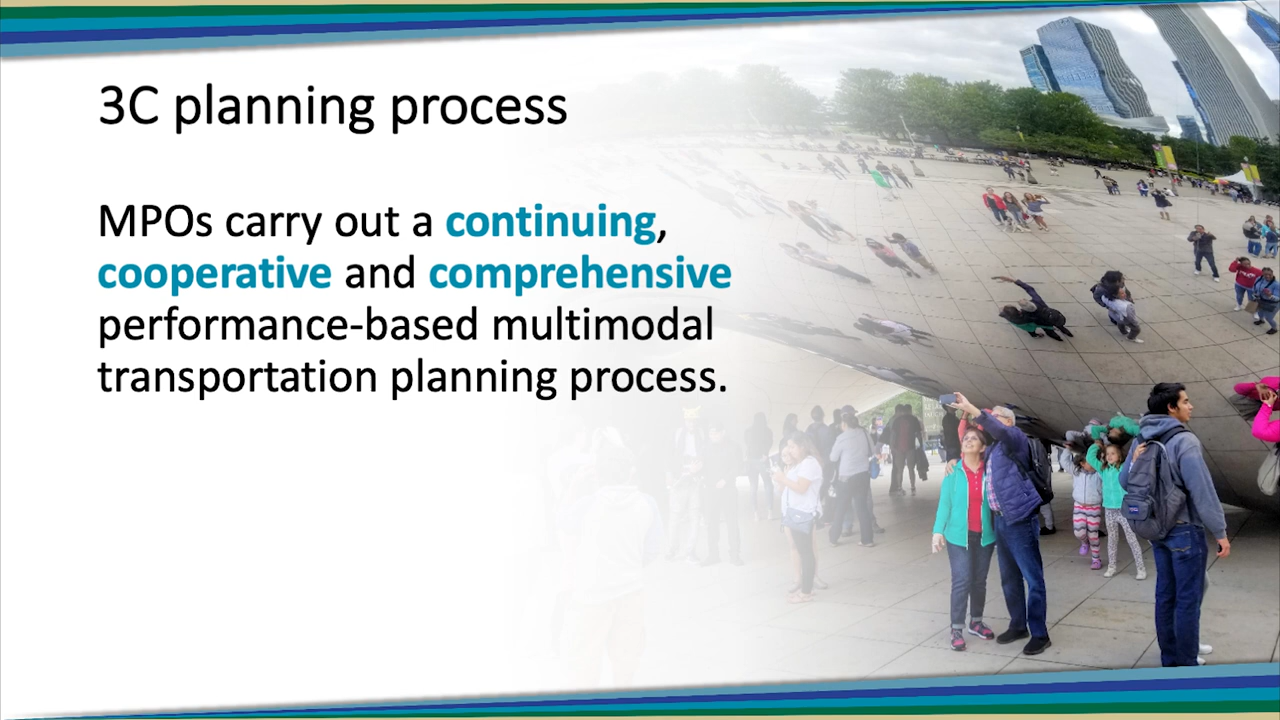 3C planning process
MPOs carry out a continuing,
cooperative and comprehensive
performance-based multimodal
transportation planning process.